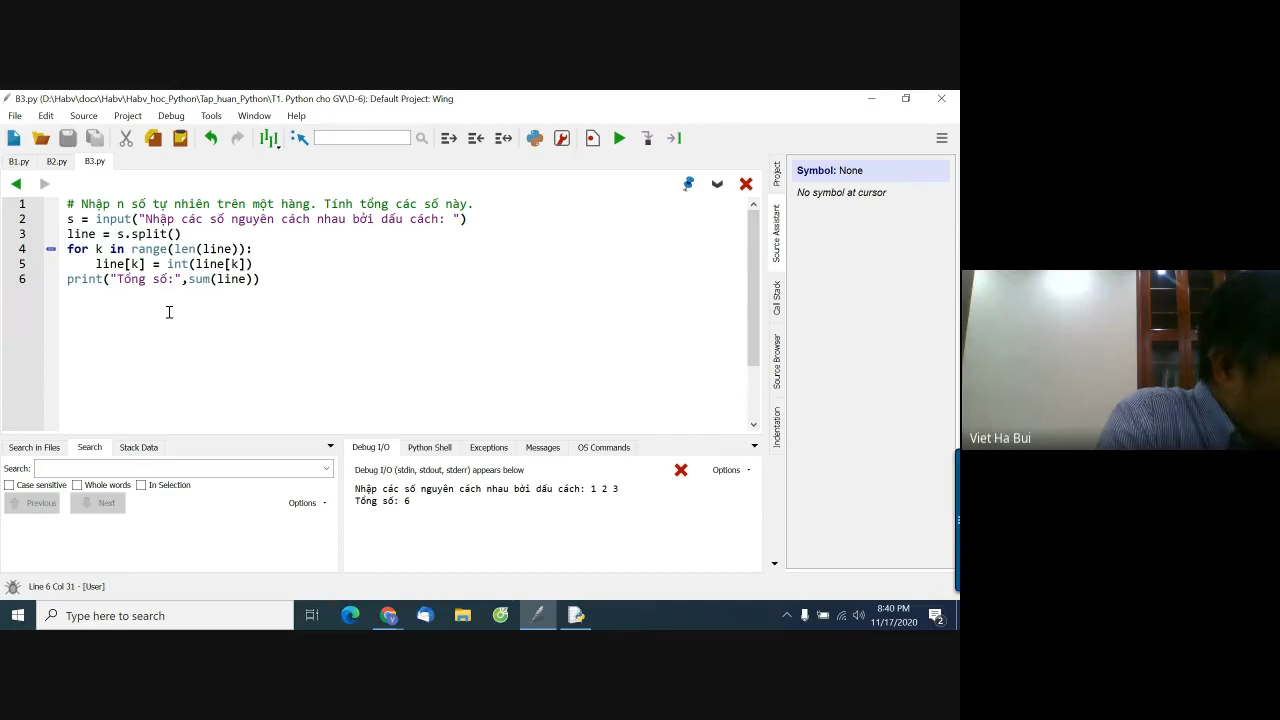 B3.py (D:\Habv\docx\Habv\Habv_hoc_Python\Tap_huan_Python\T1. Python cho GV\D-6): Default Project: Wing
File Edit Source Project Debug Tools Window Help
B1.py B2.py B3.py
1 # Nhập n số tự nhiên trên một hàng. Tính tổng các số này.
2 s = input("Nhập các số nguyên cách nhau bởi dấu cách: ")
3 line = s.split()
4 for k in range(len(line)):
5 line[k] = int(line[k])
6 print("Tổng số:",sum(line))
Project
Source Assistant
Call Stack
Source Browser
Indentation
Symbol: None
No symbol at cursor
Viet Ha Bui
Search in Files Search Stack Data
Search:
Case sensitive Whole words In Selection
Previous Next Options
Debug I/O Python Shell Exceptions Messages OS Commands
Debug I/O (stdin, stdout, stderr) appears below Options
Nhập các số nguyên cách nhau bởi dấu cách: 1 2 3
Tổng số: 6
Line 6 Col 31 - [User]
Type here to search
8:40 PM
11/17/2020
2